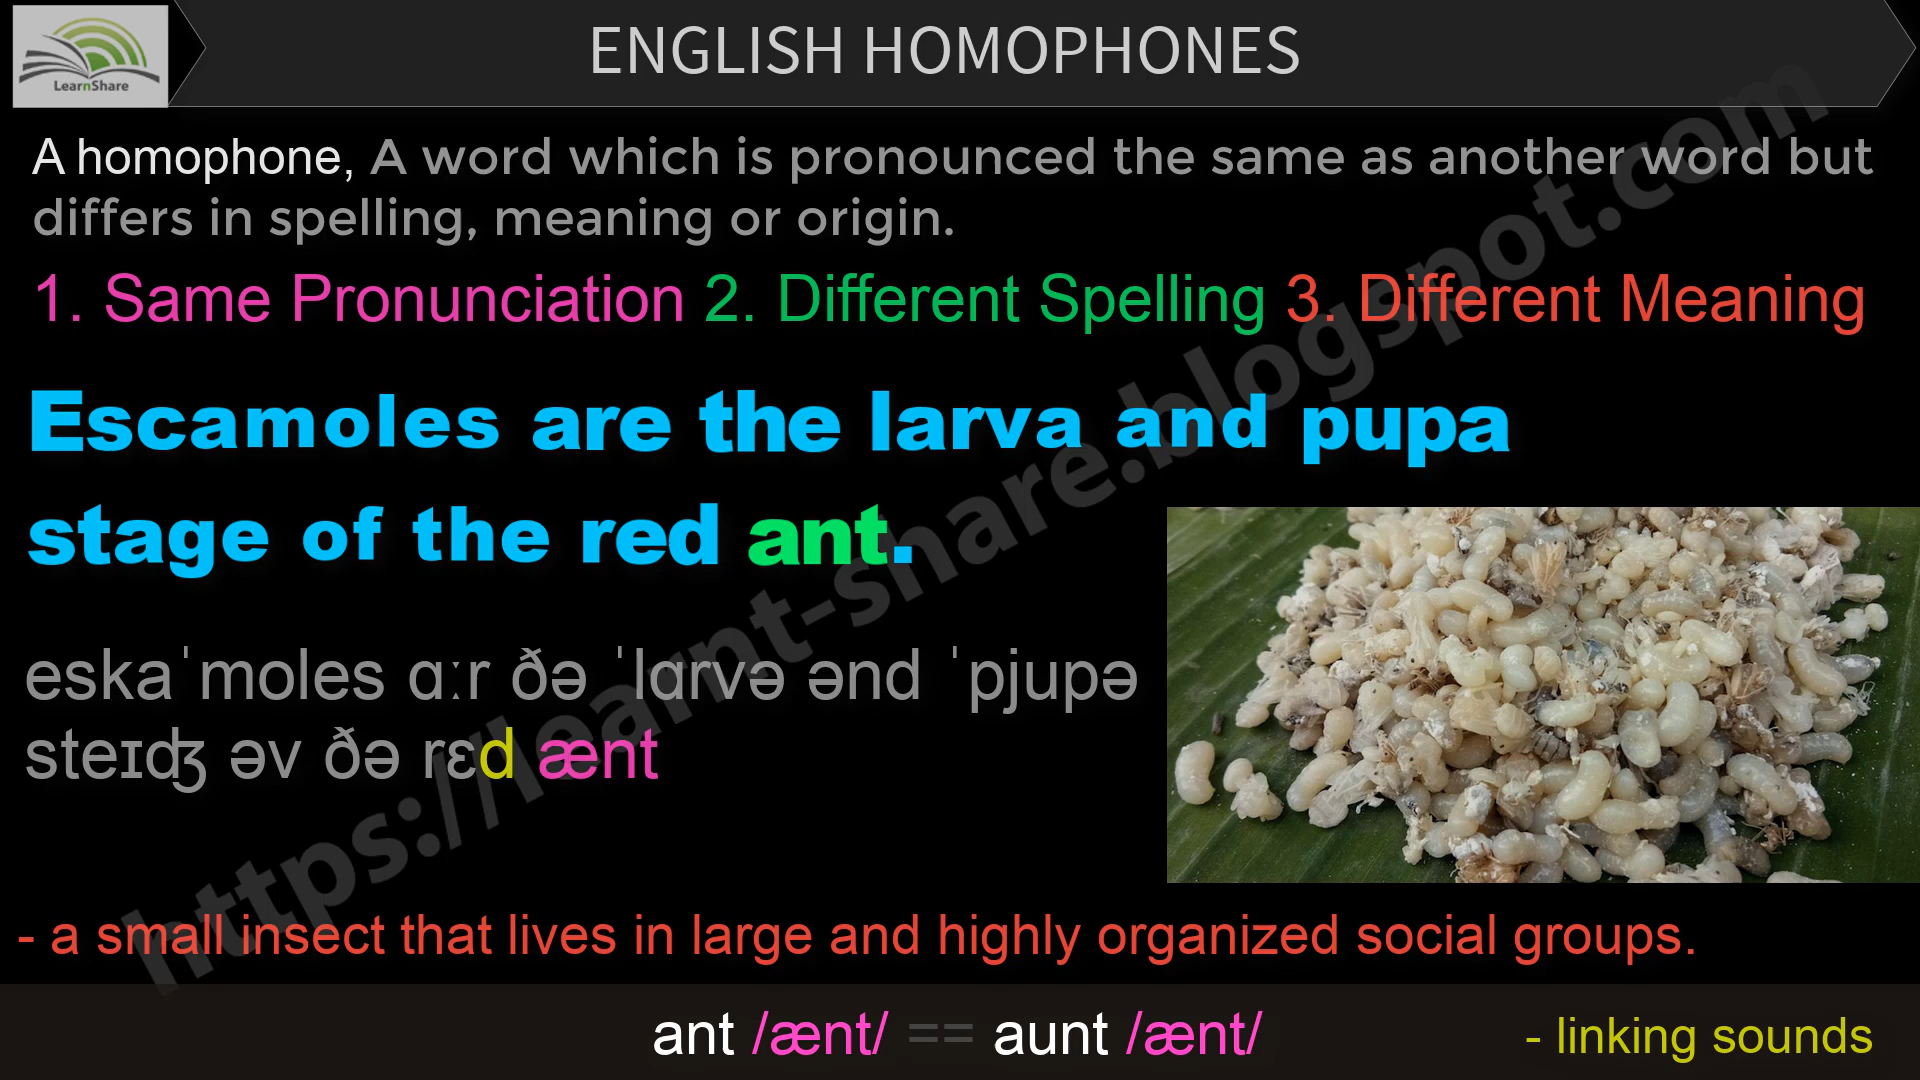 LearnShare
ENGLISH HOMOPHONES
A homophone, A word which is pronounced the same as another word but
differs in spelling, meaning or origin.
1. Same Pronunciation 2. Different Spelling 3. Different Meaning
Escamoles are the larva and pupa
stage of the red ant.
eskaˈmoles ɑːr ðə ˈlɑrvə ənd ˈpjupə
steɪʤ əv ðə rɛd ænt
- a small insect that lives in large and highly organized social groups.
ant /ænt/ == aunt /ænt/
- linking sounds
https://learnt-share.blogspot.com